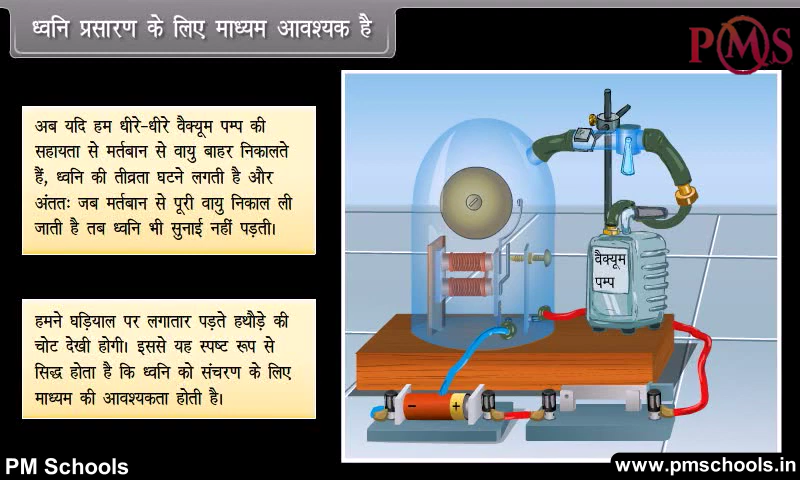 ध्वनि प्रसारण के लिए माध्यम आवश्यक है
PMS
अब यदि हम धीरे-धीरे वैक्यूम पम्प की
सहायता से मर्तबान से वायु बाहर निकालते
हैं, ध्वनि की तीव्रता घटने लगती है और
अंततः जब मर्तबान से पूरी वायु निकाल ली
जाती है तब ध्वनि भी सुनाई नहीं पड़ती।
हमने घड़ियाल पर लगातार पड़ते हथौड़े की
चोट देखी होगी। इससे यह स्पष्ट रूप से
सिद्ध होता है कि ध्वनि को संचरण के लिए
माध्यम की आवश्यकता होती है।
वैक्यूम
पम्प
- +
PM Schools
www.pmschools.in